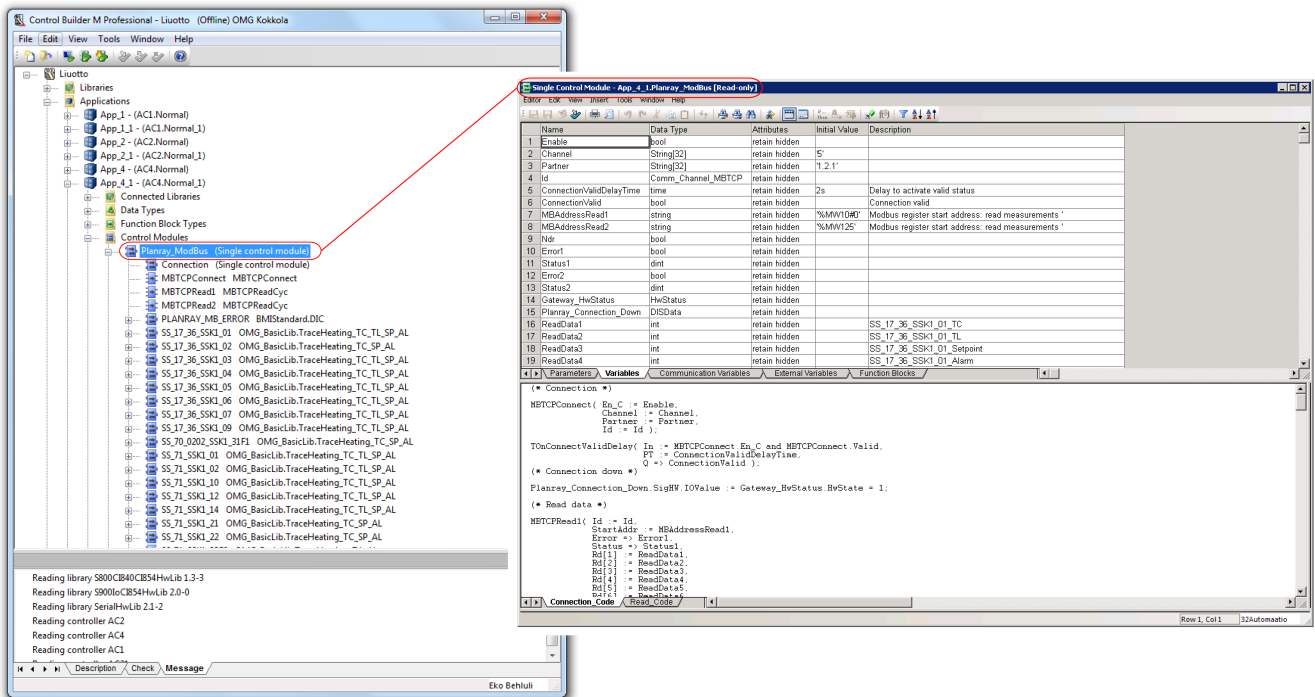 Control Builder M Professional - Liuotto (Offline) OMG Kokkola
File Edit View Tools Window Help
Liuotto
Libraries
Applications
App_1 - (AC1.Normal)
App_1_1 - (AC1.Normal_1)
App_2 - (AC2.Normal)
App_2_1 - (AC2.Normal_1)
App_4 - (AC4.Normal)
App_4_1 - (AC4.Normal_1)
Connected Libraries
Data Types
Function Block Types
Control Modules
Planray_ModBus (Single control module)
Connection (Single control module)
MBTCPConnect MBTCPConnect
MBTCPRead1 MBTCPReadCyc
MBTCPRead2 MBTCPReadCyc
PLANRAY_MB_ERROR BMIStandard.DIC
SS_17_36_SSK1_01 OMG_BasicLib.TraceHeating_TC_TL_SP_AL
SS_17_36_SSK1_02 OMG_BasicLib.TraceHeating_TC_SP_AL
SS_17_36_SSK1_03 OMG_BasicLib.TraceHeating_TC_TL_SP_AL
SS_17_36_SSK1_04 OMG_BasicLib.TraceHeating_TC_TL_SP_AL
SS_17_36_SSK1_05 OMG_BasicLib.TraceHeating_TC_TL_SP_AL
SS_17_36_SSK1_06 OMG_BasicLib.TraceHeating_TC_TL_SP_AL
SS_17_36_SSK1_07 OMG_BasicLib.TraceHeating_TC_TL_SP_AL
SS_17_36_SSK1_09 OMG_BasicLib.TraceHeating_TC_TL_SP_AL
SS_70_0202_SSK1_31F1 OMG_BasicLib.TraceHeating_TC_SP_AL
SS_71_SSK1_01 OMG_BasicLib.TraceHeating_TC_TL_SP_AL
SS_71_SSK1_02 OMG_BasicLib.TraceHeating_TC_TL_SP_AL
SS_71_SSK1_10 OMG_BasicLib.TraceHeating_TC_TL_SP_AL
SS_71_SSK1_12 OMG_BasicLib.TraceHeating_TC_TL_SP_AL
SS_71_SSK1_14 OMG_BasicLib.TraceHeating_TC_TL_SP_AL
SS_71_SSK1_21 OMG_BasicLib.TraceHeating_TC_SP_AL
SS_71_SSK1_22 OMG_BasicLib.TraceHeating_TC_SP_AL
Reading library S800CI840CI854HwLib 1.3-3
Reading library S900IoCI854HwLib 2.0-0
Reading library SerialHwLib 2.1-2
Reading controller AC2
Reading controller AC4
Reading controller AC1
Description Check Message
Eko Behluli
Single Control Module - App_4_1.Planray_ModBus [Read-only]
Editor Edit View Insert Tools Window Help
Name Data Type Attributes Initial Value Description
1 Enable bool retain hidden
2 Channel String[32] retain hidden '5'
3 Partner String[32] retain hidden '1.2.1'
4 Id Comm_Channel_MBTCP retain hidden
5 ConnectionValidDelayTime time retain hidden 2s Delay to activate valid status
6 ConnectionValid bool retain hidden Connection valid
7 MBAddressRead1 string retain hidden '%MW10#0' Modbus register start address: read measurements '
8 MBAddressRead2 string retain hidden '%MW125' Modbus register start address: read measurements '
9 Ndr bool retain hidden
10 Error1 bool retain hidden
11 Status1 dint retain hidden
12 Error2 bool retain hidden
13 Status2 dint retain hidden
14 Gateway_HwStatus HwStatus retain hidden
15 Planray_Connection_Down DISData retain hidden
16 ReadData1 int retain hidden SS_17_36_SSK1_01_TC
17 ReadData2 int retain hidden SS_17_36_SSK1_01_TL
18 ReadData3 int retain hidden SS_17_36_SSK1_01_Setpoint
19 ReadData4 int retain hidden SS_17_36_SSK1_01_Alarm
Parameters Variables Communication Variables External Variables Function Blocks
(* Connection *)
MBTCPConnect( En_C := Enable,
Channel := Channel,
Partner := Partner,
Id := Id );
TOnConnectValidDelay( In := MBTCPConnect.En_C and MBTCPConnect.Valid,
PT := ConnectionValidDelayTime,
Q => ConnectionValid );
(* Connection down *)
Planray_Connection_Down.SigHW.IOValue := Gateway_HwStatus.HwState = 1;
(* Read data *)
MBTCPRead1( Id := Id,
StartAddr := MBAddressRead1,
Error => Error1,
Status => Status1,
Rd[1] := ReadData1,
Rd[2] := ReadData2,
Rd[3] := ReadData3,
Rd[4] := ReadData4,
Rd[5] := ReadData5,
Connection_Code Read_Code
Row 1, Col 1 32Automaatio